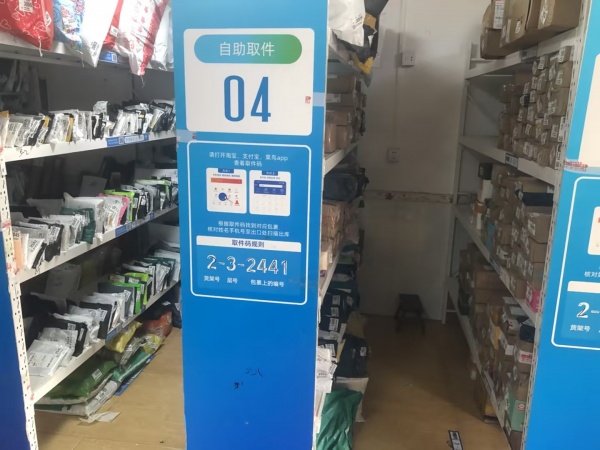 自助取件
04
请打开淘宝、支付宝、菜鸟app
查看取件码
根据取件码找到对应包裹
核对姓名手机号至出口处扫描出库
取件码规则
2-3-2441
货架号 层号 包裹上的编号
核对
2
货架号